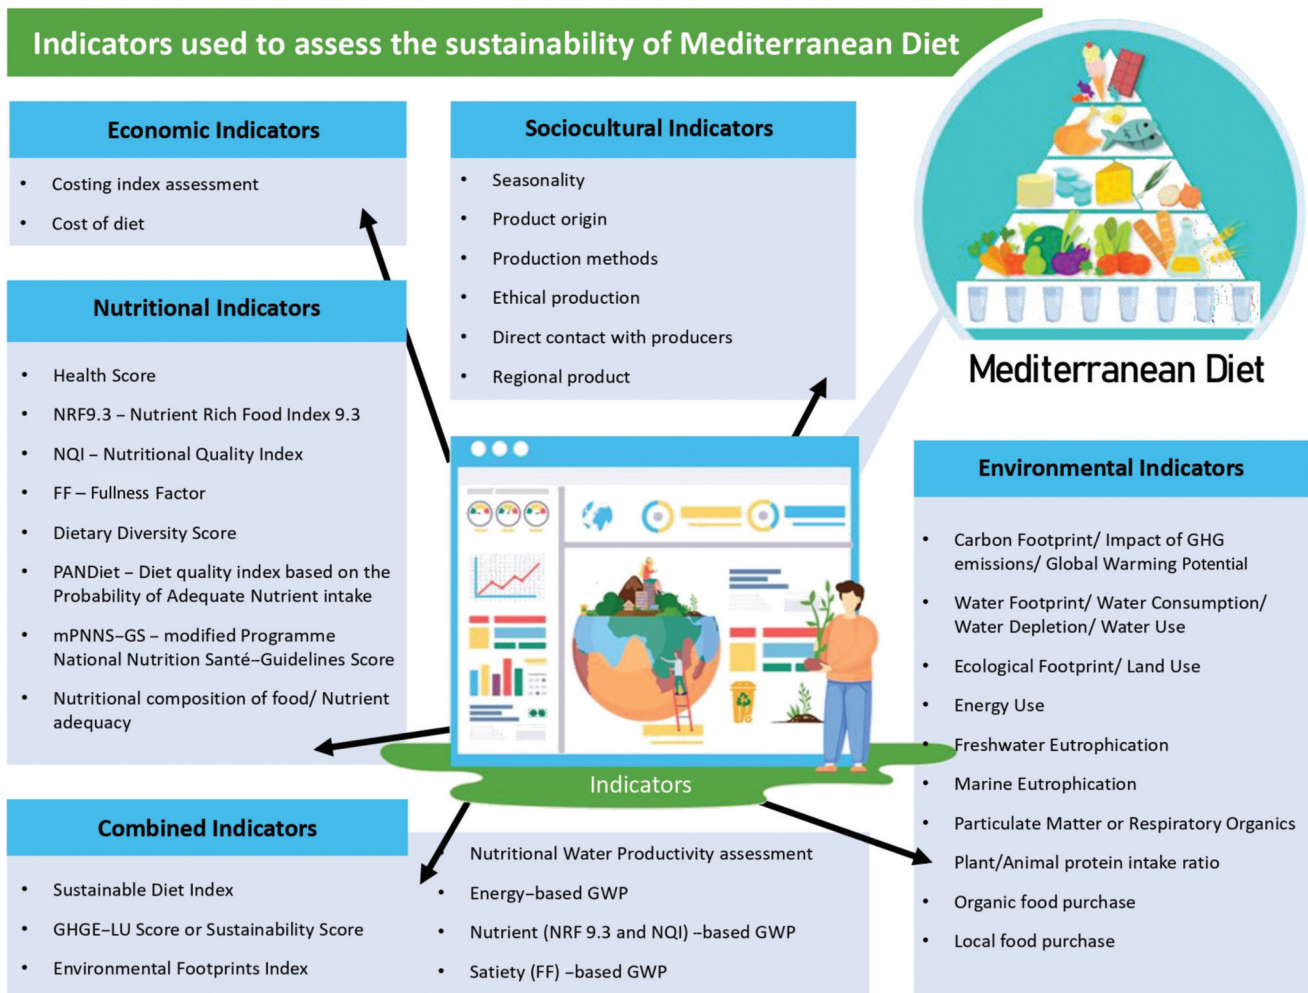 Indicators used to assess the sustainability of Mediterranean Diet
Economic Indicators
• Costing index assessment
• Cost of diet
Sociocultural Indicators
• Seasonality
• Product origin
• Production methods
• Ethical production
• Direct contact with producers
• Regional product
Mediterranean Diet
Nutritional Indicators
• Health Score
• NRF9.3 – Nutrient Rich Food Index 9.3
• NQI – Nutritional Quality Index
• FF – Fullness Factor
• Dietary Diversity Score
• PANDiet – Diet quality index based on the
Probability of Adequate Nutrient intake
• mPNNS–GS – modified Programme
National Nutrition Santé–Guidelines Score
• Nutritional composition of food/ Nutrient
adequacy
Environmental Indicators
• Carbon Footprint/ Impact of GHG
emissions/ Global Warming Potential
• Water Footprint/ Water Consumption/
Water Depletion/ Water Use
• Ecological Footprint/ Land Use
• Energy Use
• Freshwater Eutrophication
• Marine Eutrophication
• Particulate Matter or Respiratory Organics
• Plant/Animal protein intake ratio
• Organic food purchase
• Local food purchase
Indicators
Combined Indicators
• Sustainable Diet Index
• GHGE–LU Score or Sustainability Score
• Environmental Footprints Index
• Nutritional Water Productivity assessment
• Energy–based GWP
• Nutrient (NRF 9.3 and NQI) –based GWP
• Satiety (FF) –based GWP